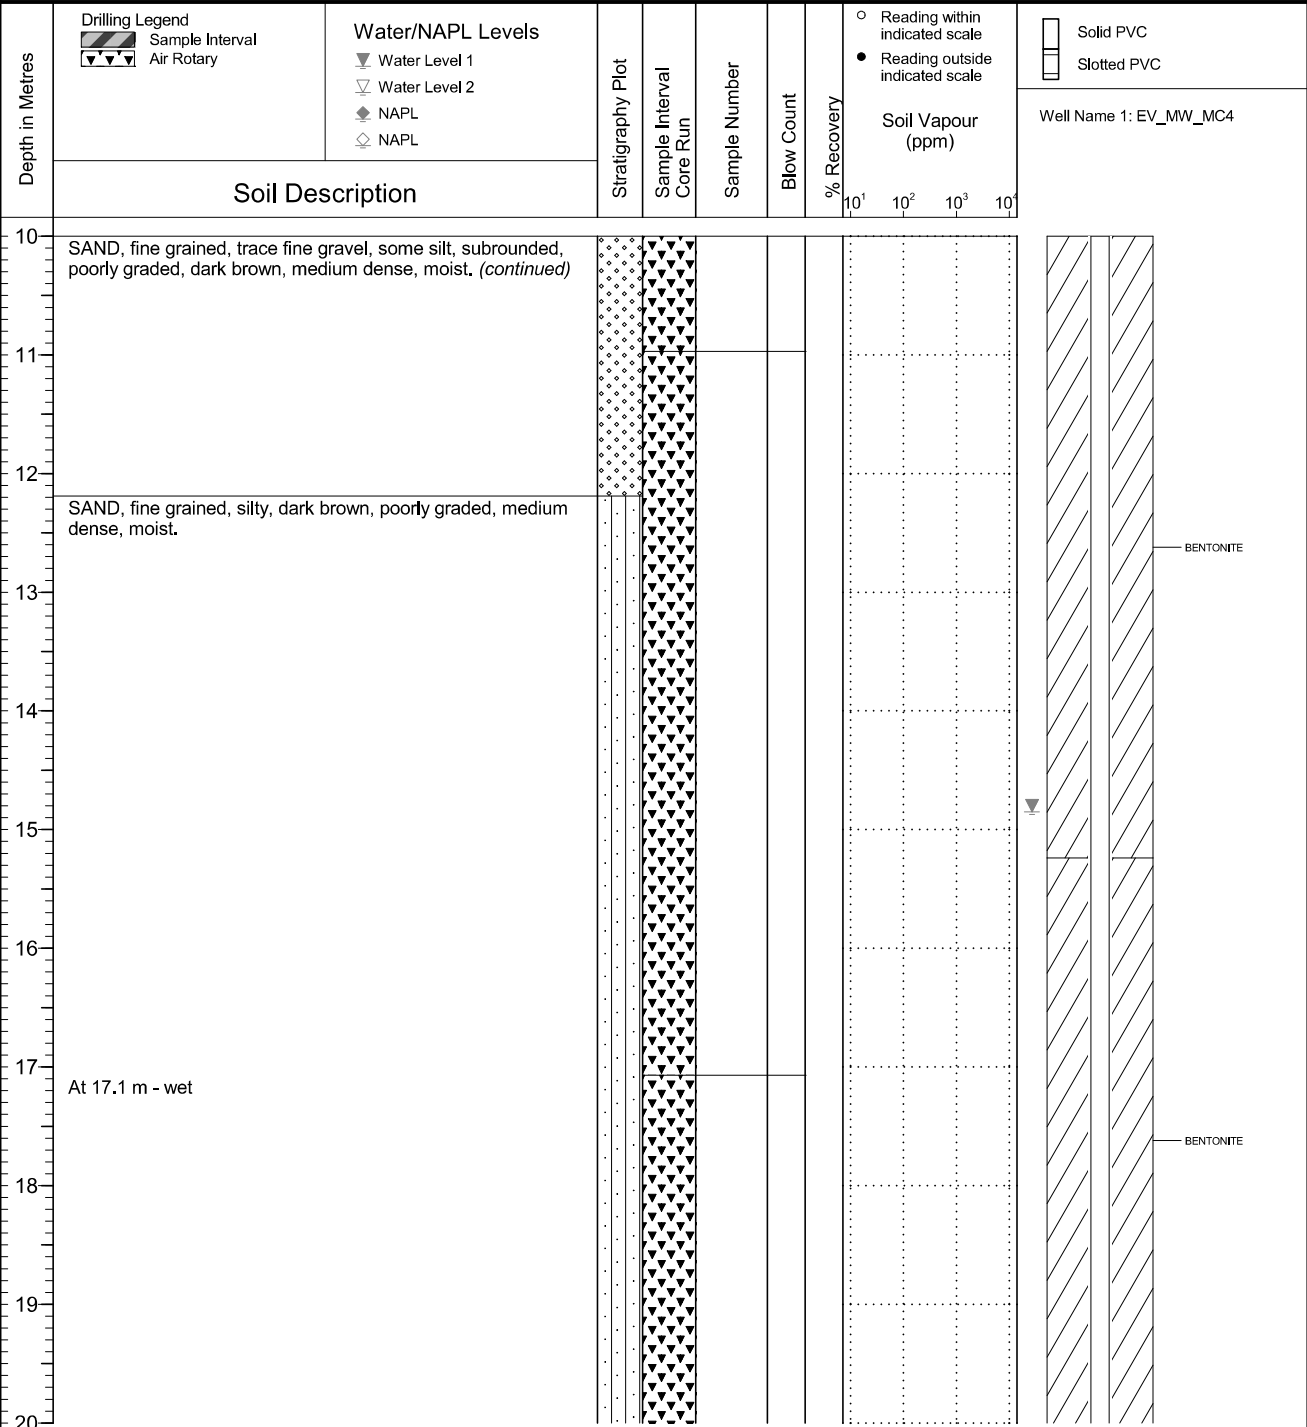 Drilling Legend
Sample Interval
Air Rotary
Water/NAPL Levels
Water Level 1
Water Level 2
NAPL
NAPL
Depth in Metres
Soil Description
Stratigraphy Plot
Sample Interval
Core Run
Sample Number
Blow Count
% Recovery
Reading within
indicated scale
Reading outside
indicated scale
Soil Vapour
(ppm)
10¹ 10² 10³ 10⁴
Solid PVC
Slotted PVC
Well Name 1: EV_MW_MC4
10
SAND, fine grained, trace fine gravel, some silt, subrounded,
poorly graded, dark brown, medium dense, moist. (continued)
11
12
SAND, fine grained, silty, dark brown, poorly graded, medium
dense, moist.
BENTONITE
13
14
15
16
17
At 17.1 m - wet
BENTONITE
18
19
20